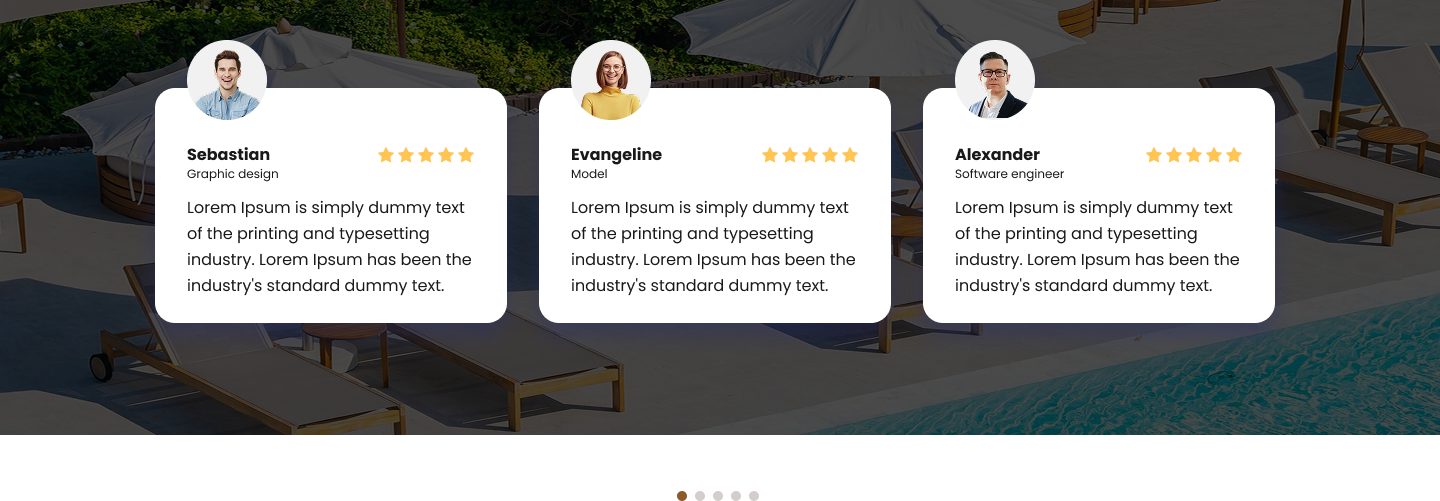 Sebastian
Graphic design
Lorem Ipsum is simply dummy text
of the printing and typesetting
industry. Lorem Ipsum has been the
industry's standard dummy text.
Evangeline
Model
Lorem Ipsum is simply dummy text
of the printing and typesetting
industry. Lorem Ipsum has been the
industry's standard dummy text.
Alexander
Software engineer
Lorem Ipsum is simply dummy text
of the printing and typesetting
industry. Lorem Ipsum has been the
industry's standard dummy text.